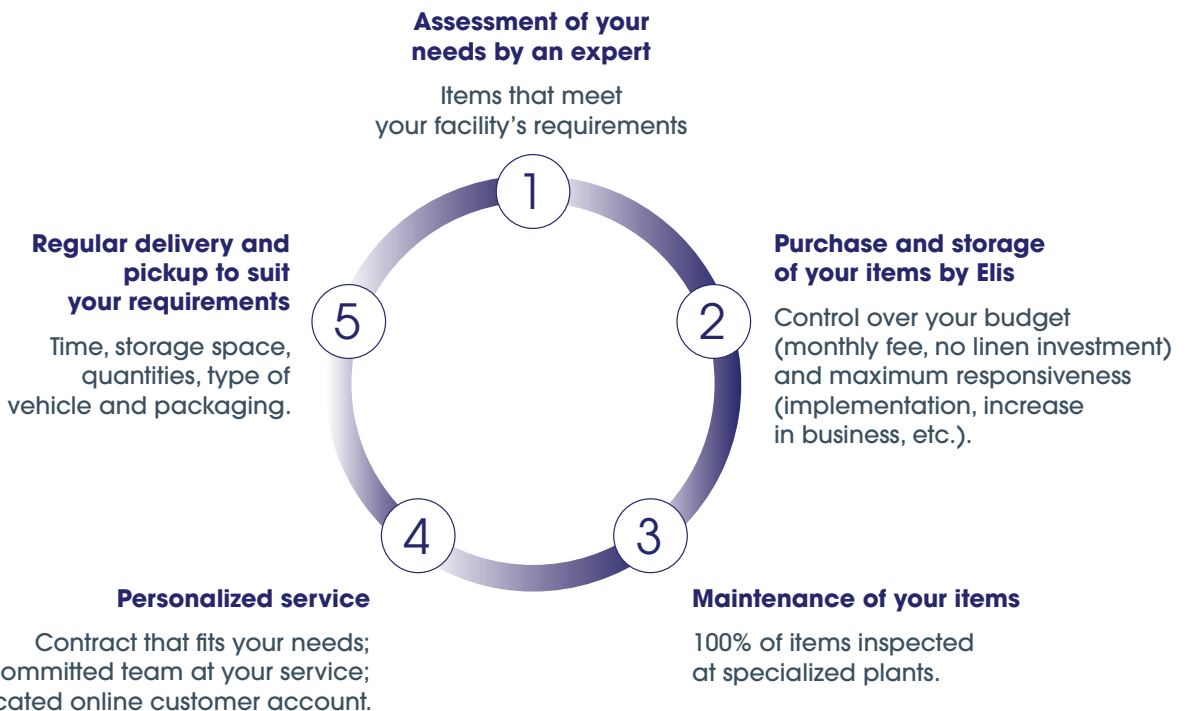 Assessment of your
needs by an expert
Items that meet
your facility's requirements
1
Purchase and storage
of your items by Elis
Control over your budget
(monthly fee, no linen investment)
and maximum responsiveness
(implementation, increase
in business, etc.).
2
Maintenance of your items
100% of items inspected
at specialized plants.
3
Personalized service
Contract that fits your needs;
team at your service;
online customer account.
4
Regular delivery and
pickup to suit
your requirements
Time, storage space,
quantities, type of
vehicle and packaging.
5